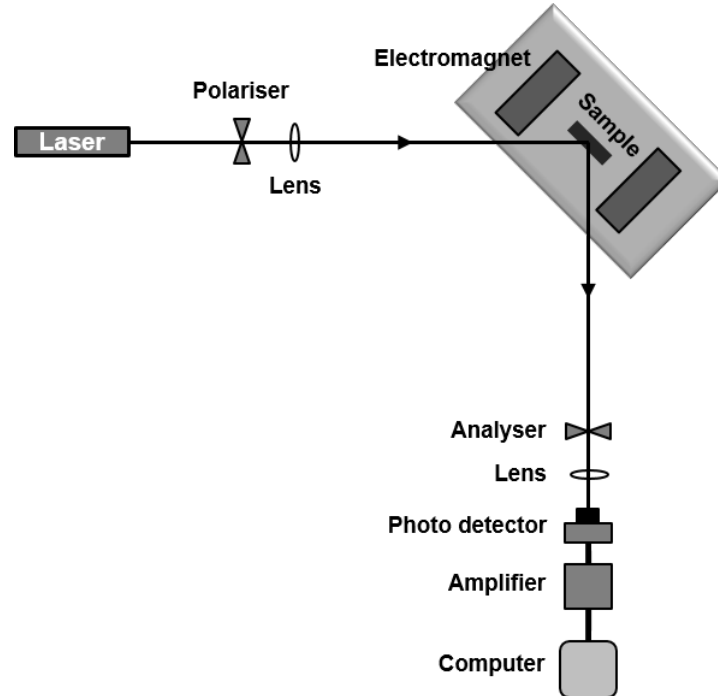 Electromagnet
Polariser
Sample
Laser
Lens
Analyser
Lens
Photo detector
Amplifier
Computer